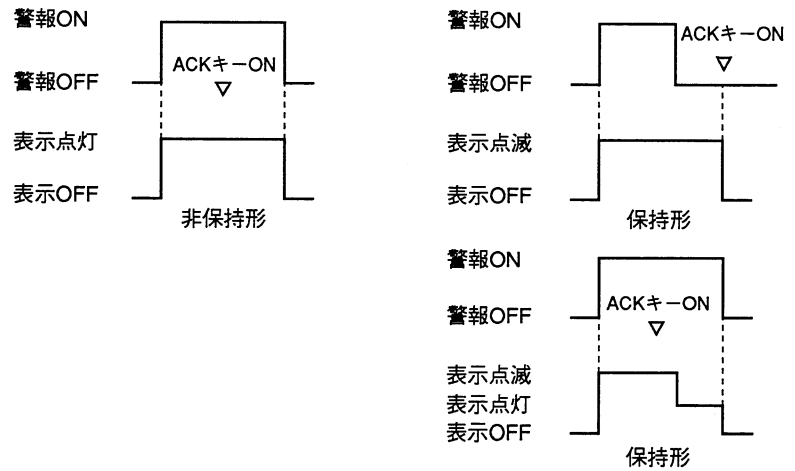 警報ON
ACKキーON
▽
警報OFF
表示点灯
表示OFF
非保持形
警報ON
ACKキーON
▽
警報OFF
表示点滅
表示OFF
保持形
警報ON
ACKキーON
▽
警報OFF
表示点滅
表示点灯
表示OFF
保持形